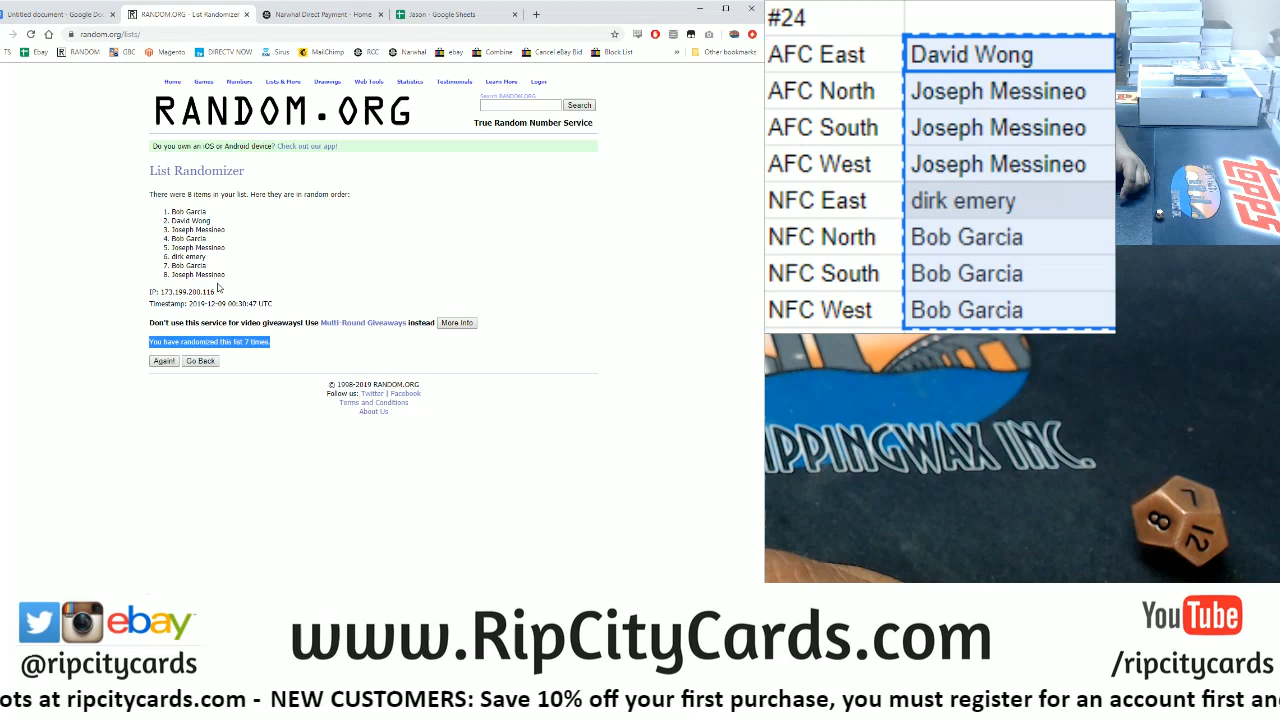 Untitled document - Google Doc
RANDOM.ORG - List Randomizer
Narwhal Direct Payment - Home
Jason - Google Sheets
random.org/lists/
TS Ebay RANDOM GBC Magento DIRECTV NOW Sirus MailChimp RCC Narwhal ebay Combine Cancel eBay Bid Block List » Other bookmarks
Home Games Numbers Lists & More Drawings Web Tools Statistics Testimonials Learn More Login
Search RANDOM.ORG
RANDOM.ORG
Search
True Random Number Service
Do you own an iOS or Android device? Check out our app!
List Randomizer
There were 8 items in your list. Here they are in random order:
1. Bob Garcia
2. David Wong
3. Joseph Messineo
4. Bob Garcia
5. Joseph Messineo
6. dirk emery
7. Bob Garcia
8. Joseph Messineo
IP: 173.199.200.116
Timestamp: 2019-12-09 00:30:47 UTC
Don't use this service for video giveaways! Use Multi-Round Giveaways instead More Info
You have randomized this list 7 times.
Again! Go Back
© 1998-2019 RANDOM.ORG
Follow us: Twitter | Facebook
Terms and Conditions
About Us
#24
AFC East David Wong
AFC North Joseph Messineo
AFC South Joseph Messineo
AFC West Joseph Messineo
NFC East dirk emery
NFC North Bob Garcia
NFC South Bob Garcia
NFC West Bob Garcia
topps
IPPINGWAX INC.
7
8
12
ebay
@ripcitycards
www.RipCityCards.com
YouTube
/ripcitycards
ots at ripcitycards.com - NEW CUSTOMERS: Save 10% off your first purchase, you must register for an account first an